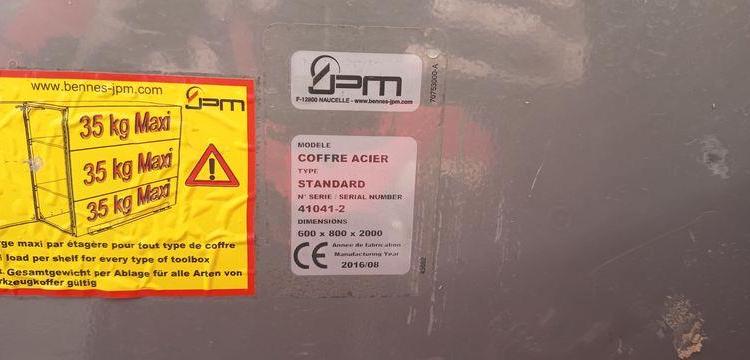 www.bennes-jpm.com
JPM
35 kg Maxi
35 kg Maxi
35 kg Maxi
rge maxi par étagère pour tout type de coffre
load per shelf for every type of toolbox
. Gesamtgewicht per Ablage für alle Arten von
rkzeugkoffer gültig
JPM
F-12800 NAUCELLE - www.bennes-jpm.com
70753000-A
MODELE
COFFRE ACIER
TYPE
STANDARD
N° SERIE : SERIAL NUMBER
41041-2
DIMENSIONS
600 x 800 x 2000
CE
Année de fabrication
Manufacturing Year
2016/08